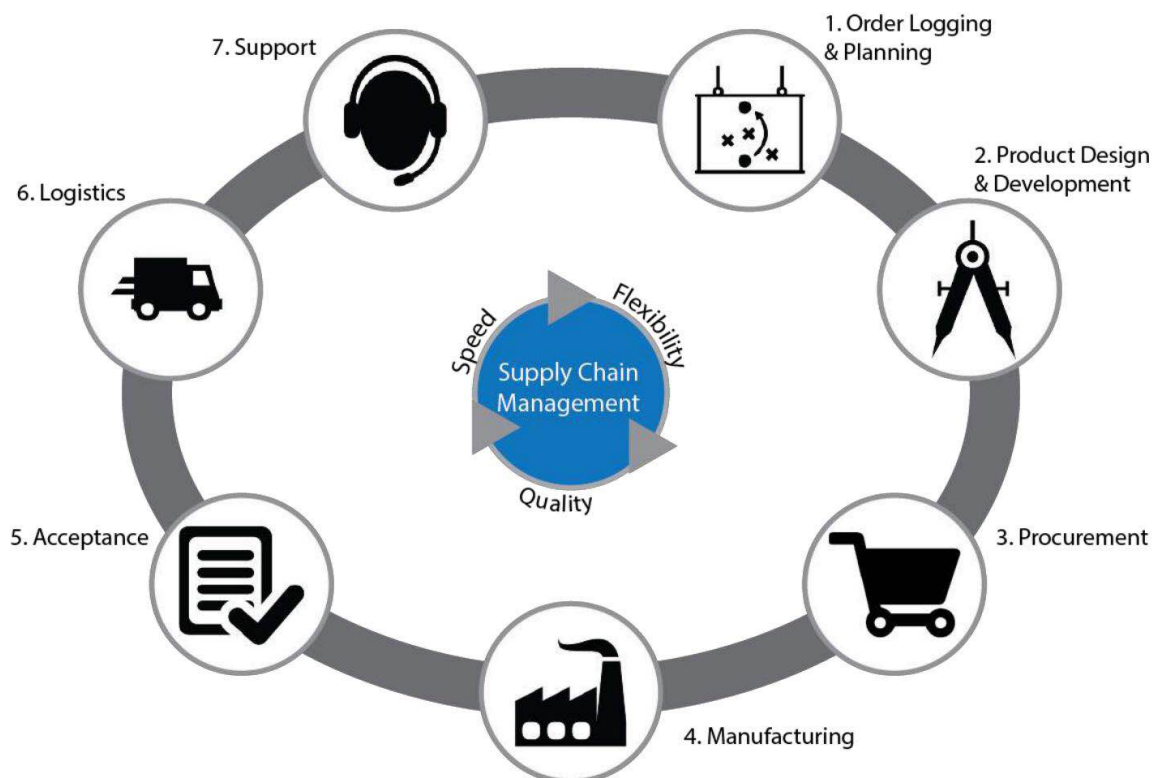 1. Order Logging
& Planning
2. Product Design
& Development
3. Procurement
4. Manufacturing
5. Acceptance
6. Logistics
7. Support
Speed
Flexibility
Supply Chain
Management
Quality